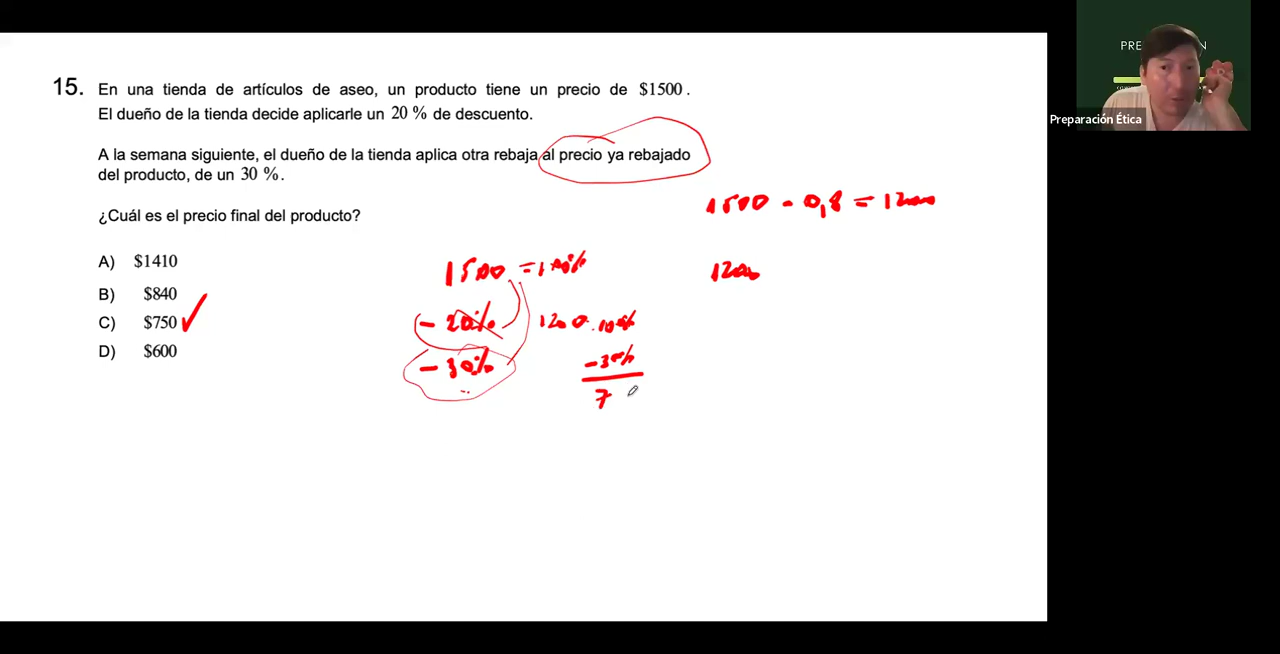 15. En una tienda de artículos de aseo, un producto tiene un precio de $1500.
El dueño de la tienda decide aplicarle un 20 % de descuento.
A la semana siguiente, el dueño de la tienda aplica otra rebaja al precio ya rebajado
del producto, de un 30 %.
¿Cuál es el precio final del producto?
A) $1410
B) $840
C) $750
D) $600
1500 = 100%
- 20%
- 30%
1200 . 100%
- 30%
7
1500 - 0,8 = 1200
1200
PRE N
Preparación Ética